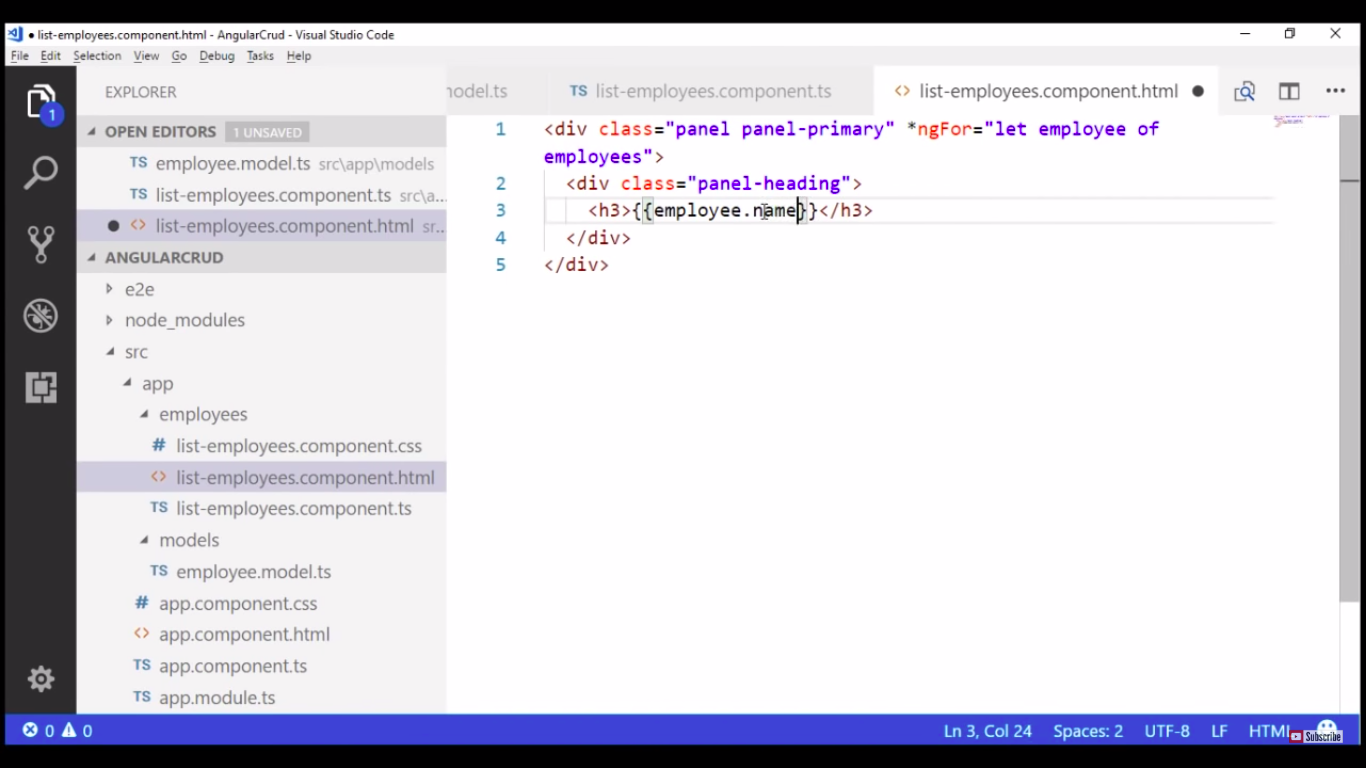 ● list-employees.component.html - AngularCrud - Visual Studio Code
File Edit Selection View Go Debug Tasks Help
EXPLORER
1
OPEN EDITORS 1 UNSAVED
TS employee.model.ts src\app\models
TS list-employees.component.ts src\a...
● <> list-employees.component.html sr...
ANGULARCRUD
e2e
node_modules
src
app
employees
# list-employees.component.css
<> list-employees.component.html
TS list-employees.component.ts
models
TS employee.model.ts
# app.component.css
<> app.component.html
TS app.component.ts
TS app.module.ts
nodel.ts TS list-employees.component.ts <> list-employees.component.html ●
1 <div class="panel panel-primary" *ngFor="let employee of
employees">
2 <div class="panel-heading">
3 <h3>{{employee.name}}</h3>
4 </div>
5 </div>
0 0 Ln 3, Col 24 Spaces: 2 UTF-8 LF HTML
Subscribe